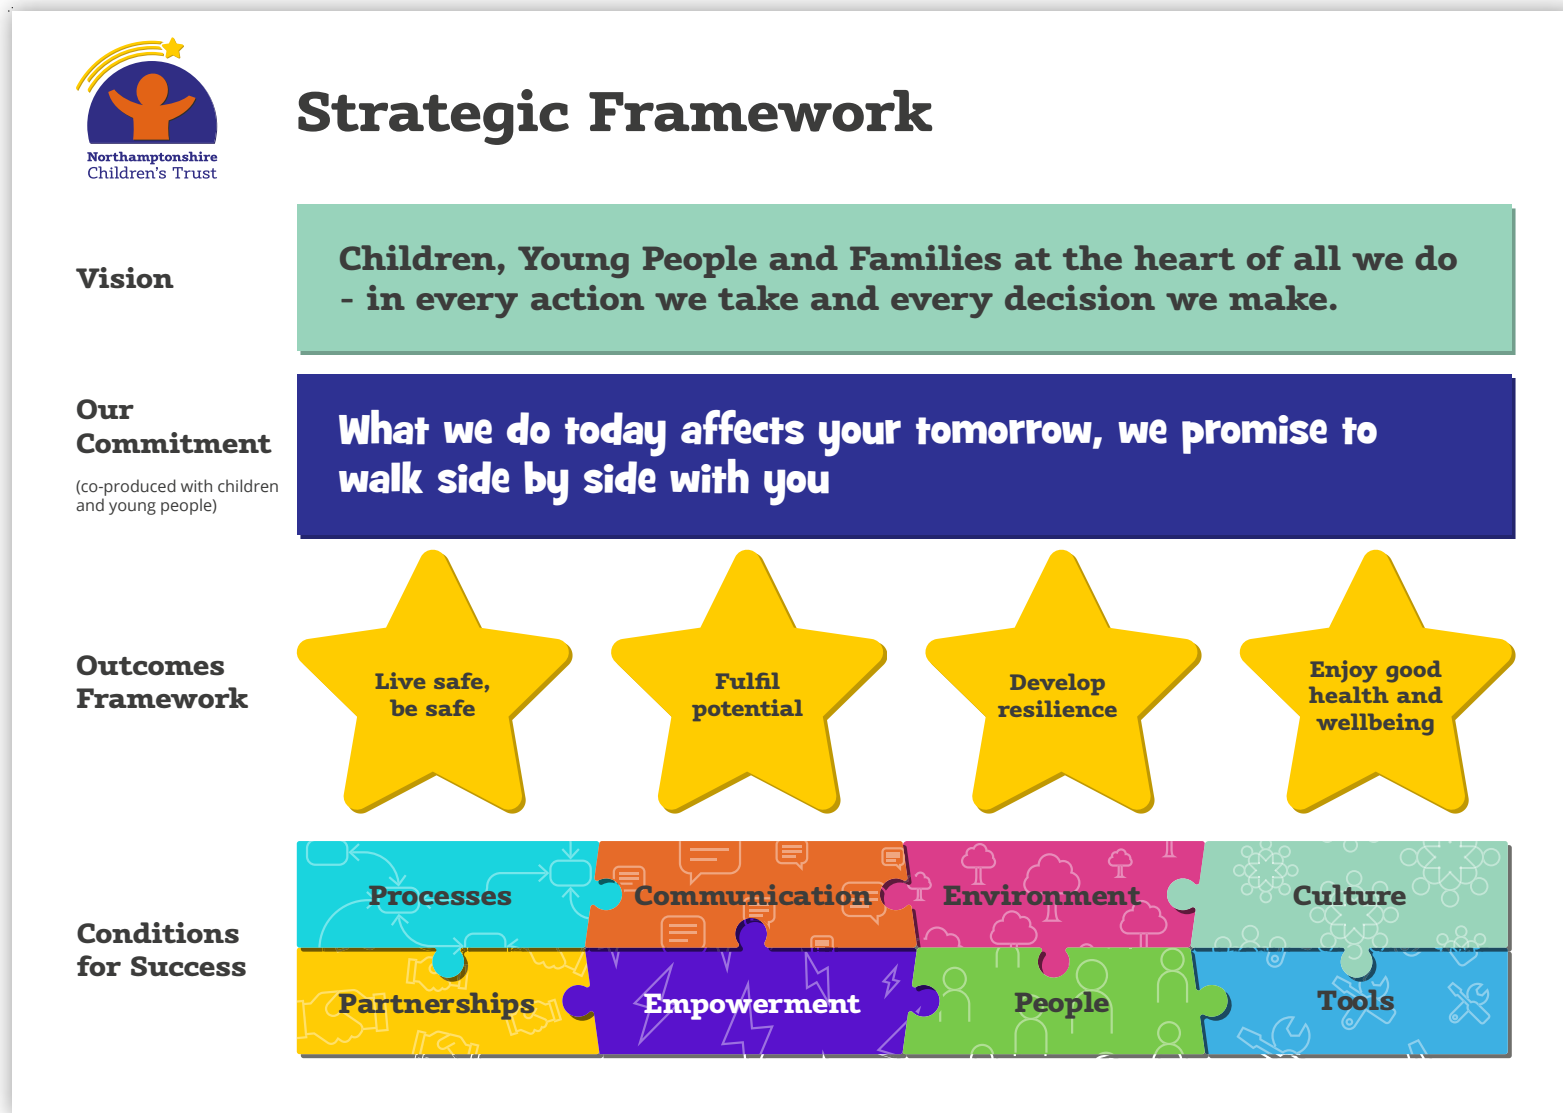 Northamptonshire
Children's Trust
Strategic Framework
Vision
Children, Young People and Families at the heart of all we do
- in every action we take and every decision we make.
Our
Commitment
(co-produced with children
and young people)
What we do today affects your tomorrow, we promise to
walk side by side with you
Outcomes
Framework
Live safe,
be safe
Fulfil
potential
Develop
resilience
Enjoy good
health and
wellbeing
Conditions
for Success
Processes
Communication
Environment
Culture
Partnerships
Empowerment
People
Tools